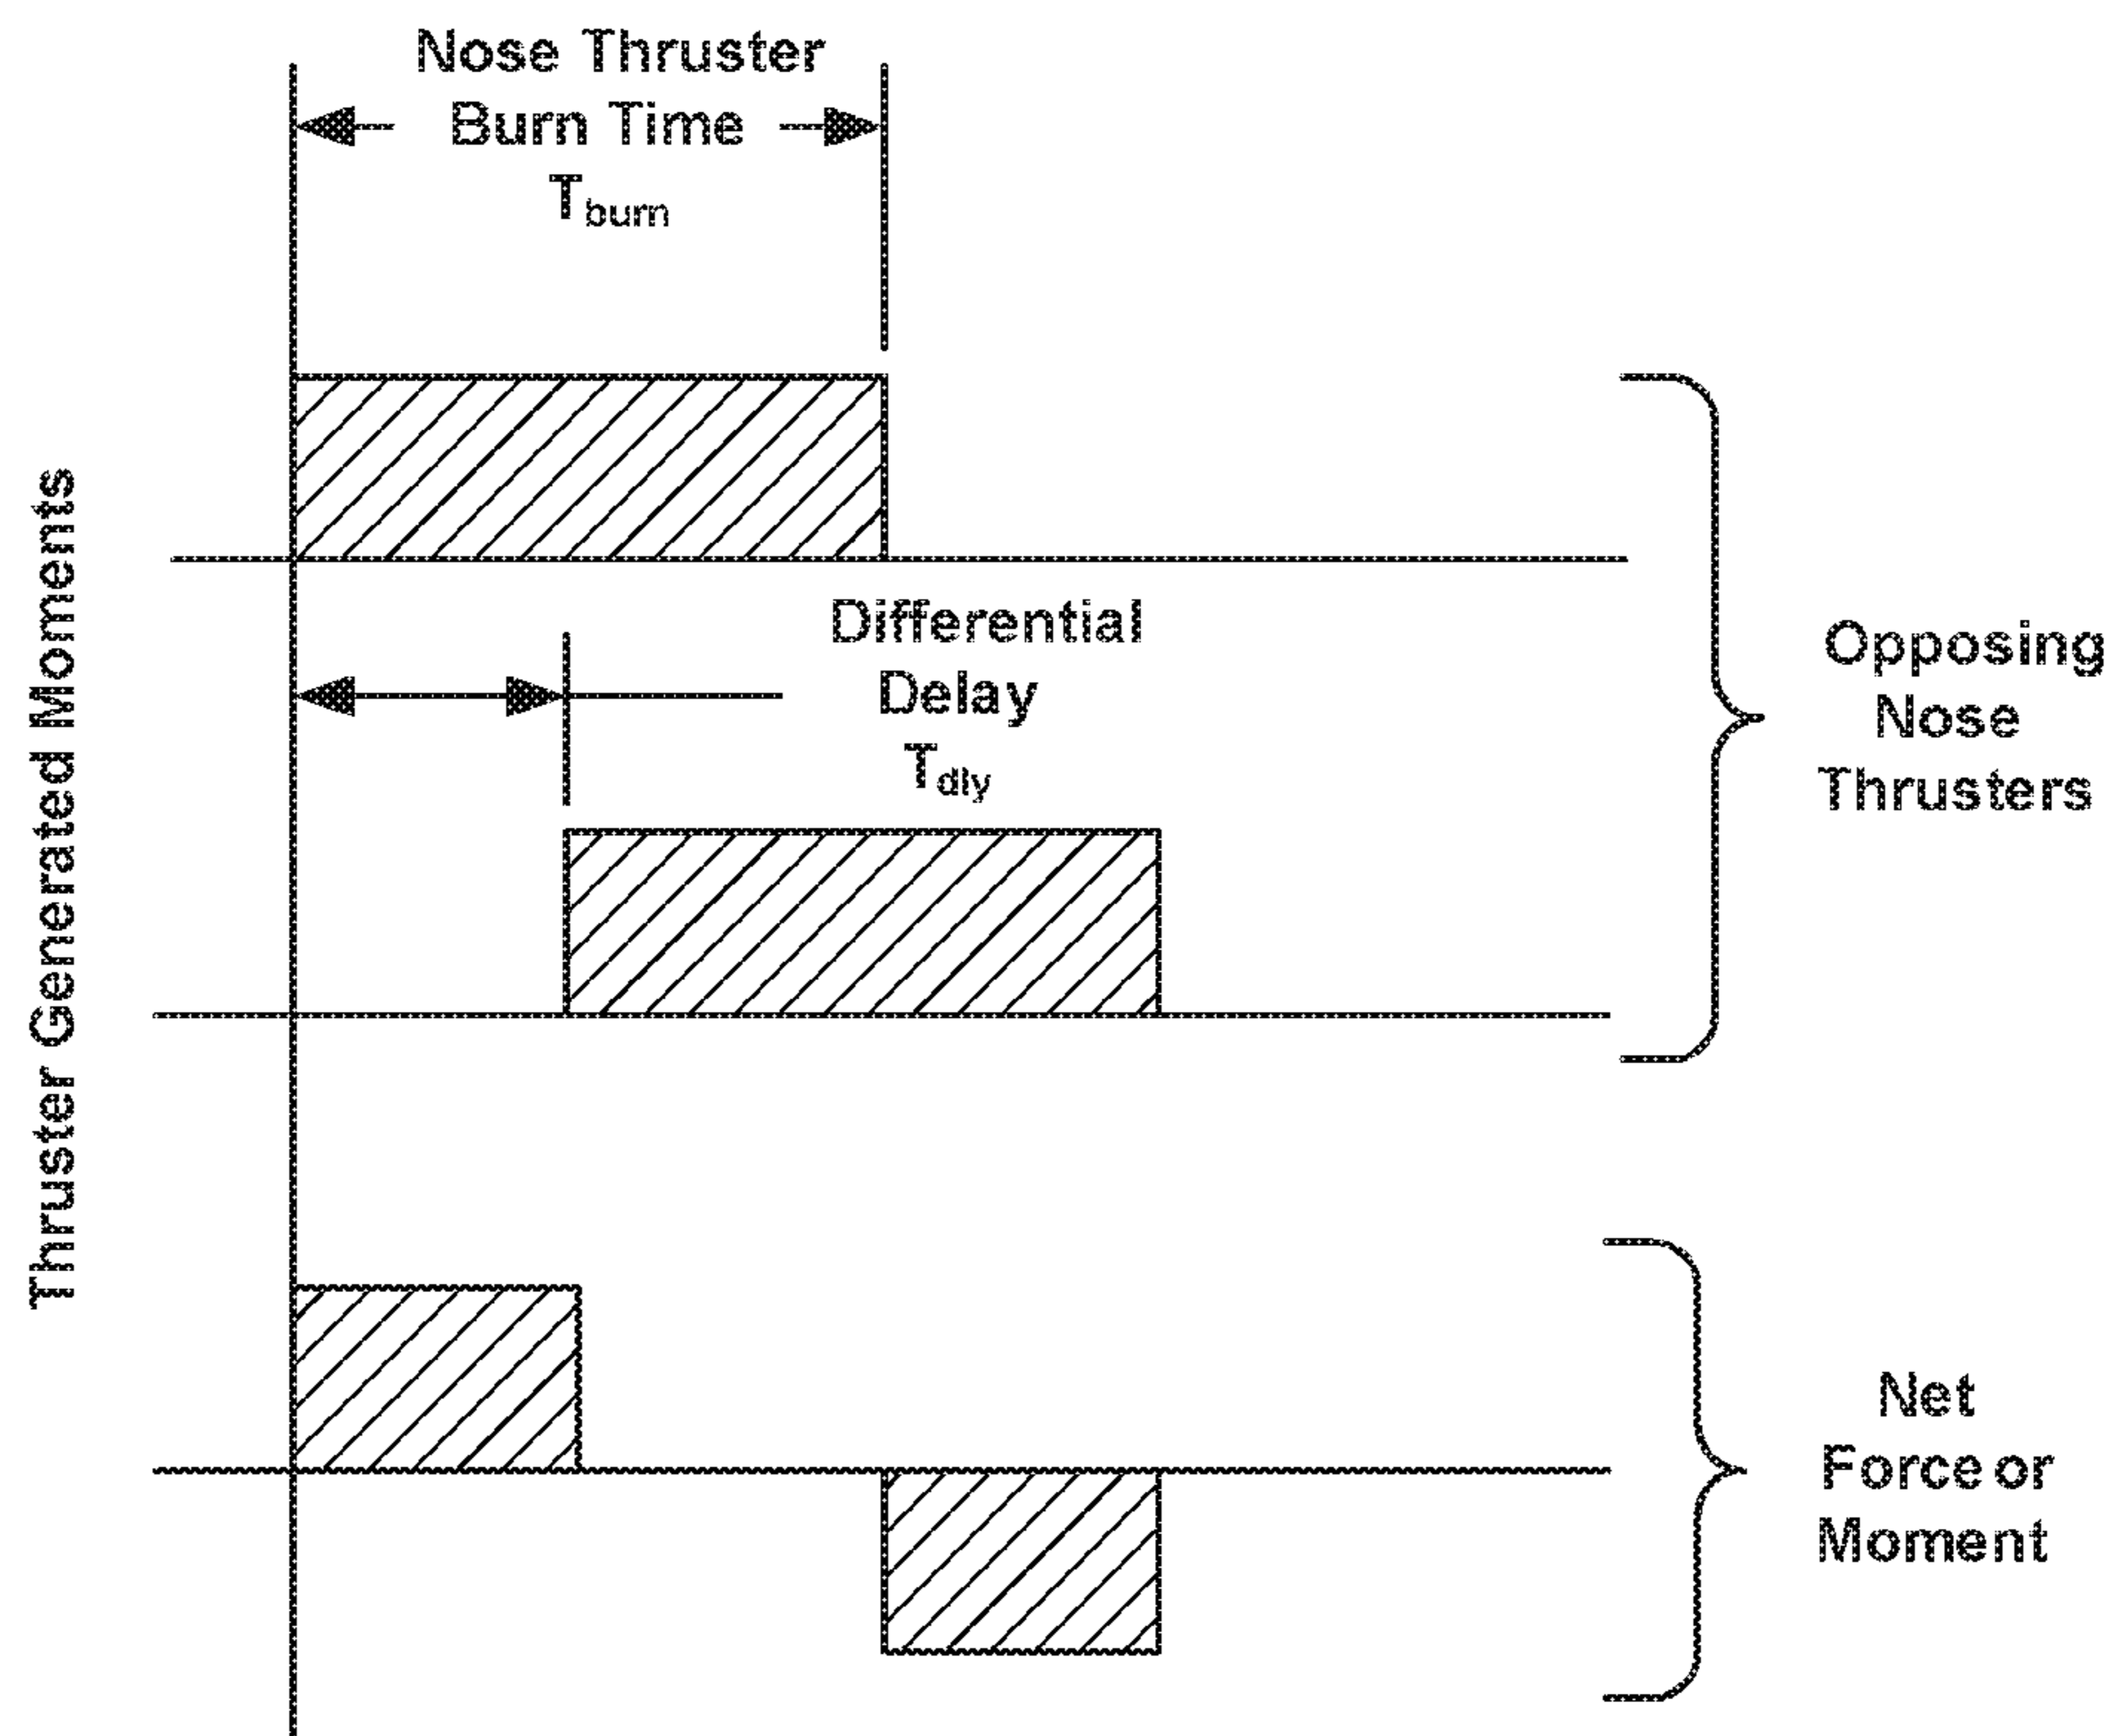 Nose Thruster
Burn Time
Tburn
Thruster Generated Moments
Differential
Delay
Tdly
Opposing
Nose
Thrusters
Net
Force or
Moment